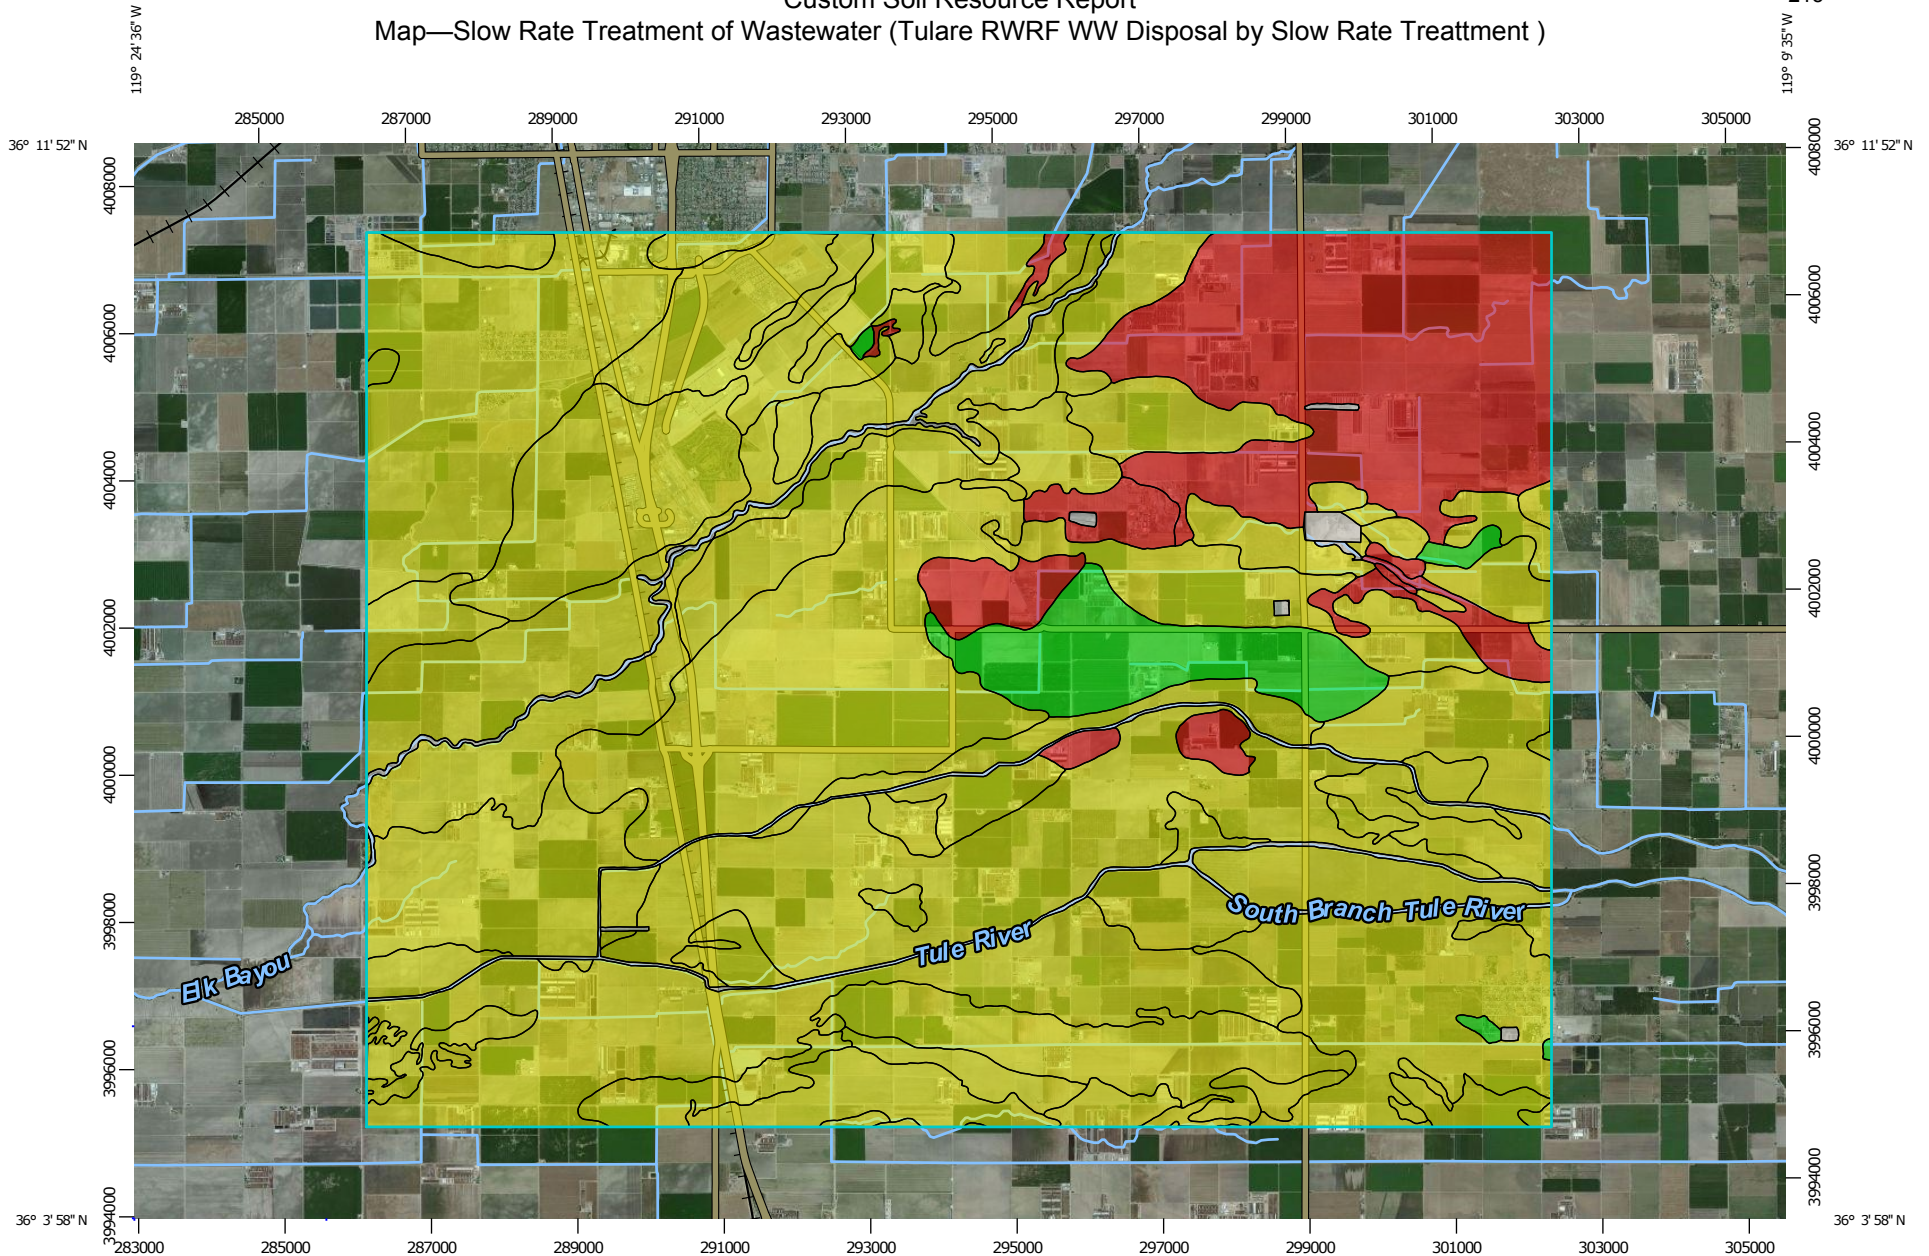 Custom Soil Resource Report
Map—Slow Rate Treatment of Wastewater (Tulare RWRF WW Disposal by Slow Rate Treattment )
119° 24' 36" W
119° 9' 35" W
36° 11' 52" N
36° 11' 52" N
285000 287000 289000 291000 293000 295000 297000 299000 301000 303000 305000
4008000
4006000
4004000
4002000
4000000
3998000
3996000
3994000
4008000
4006000
4004000
4002000
4000000
3998000
3996000
3994000
South Branch Tule River
Tule River
Elk Bayou
36° 3' 58" N
36° 3' 58" N
283000 285000 287000 289000 291000 293000 295000 297000 299000 301000 303000 305000